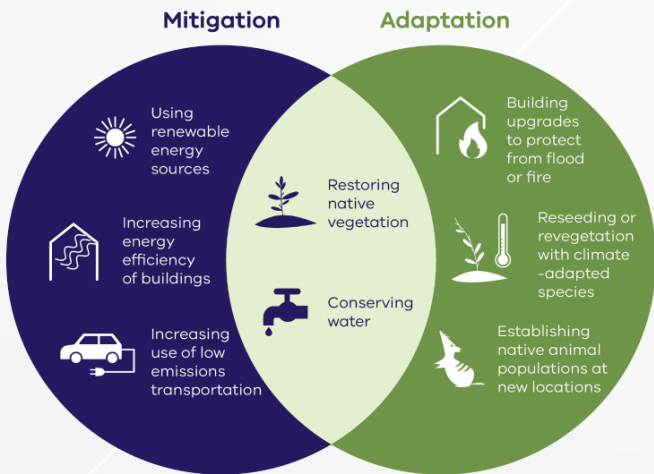 Mitigation
Adaptation
Using
renewable
energy
sources
Increasing
energy
efficiency
of buildings
Increasing
use of low
emissions
transportation
Restoring
native
vegetation
Conserving
water
Building
upgrades
to protect
from flood
or fire
Reseeding or
revegetation
with climate
-adapted
species
Establishing
native animal
populations at
new locations